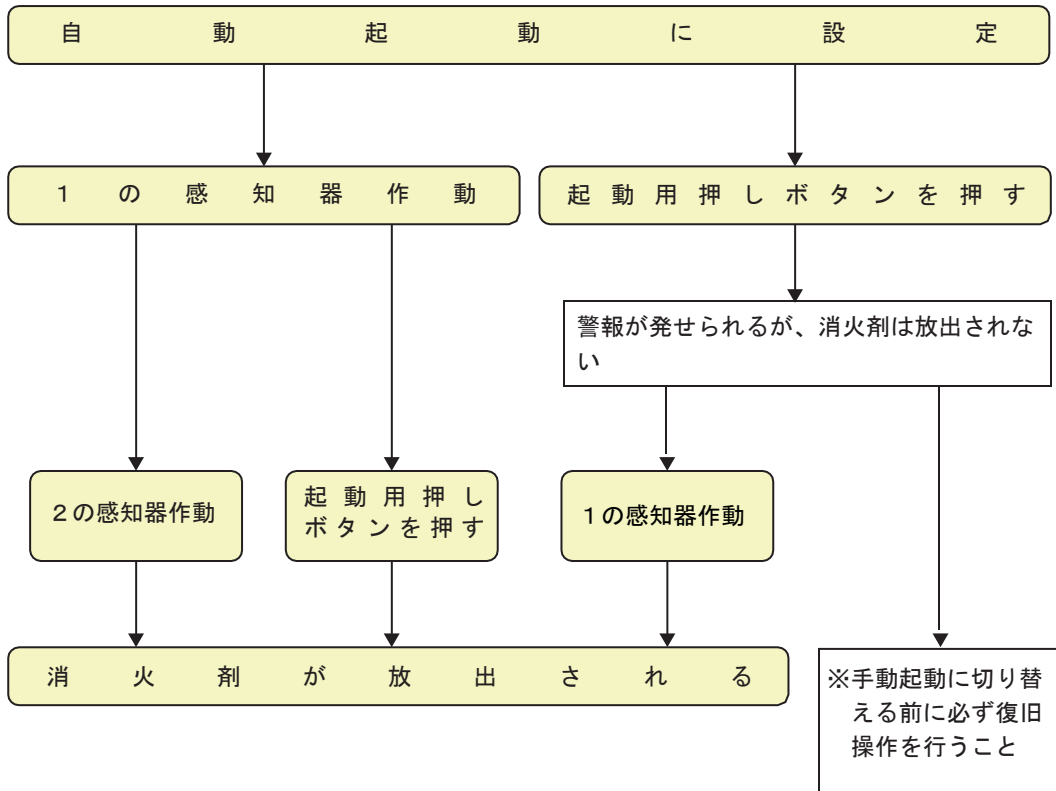 自動起動に設定
１の感知器作動
起動用押しボタンを押す
警報が発せられるが、消火剤は放出されな
い
２の感知器作動
起動用押し
ボタンを押す
１の感知器作動
消火剤が放出される
※手動起動に切り替
える前に必ず復旧
操作を行うこと